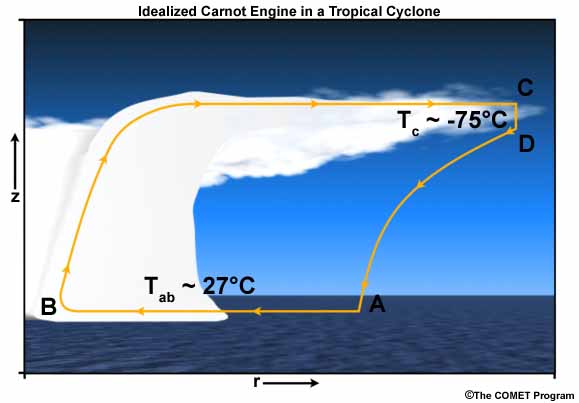 Idealized Carnot Engine in a Tropical Cyclone
C
Tc ~ -75°C
D
z
Tab ~ 27°C
B
A
r
©The COMET Program